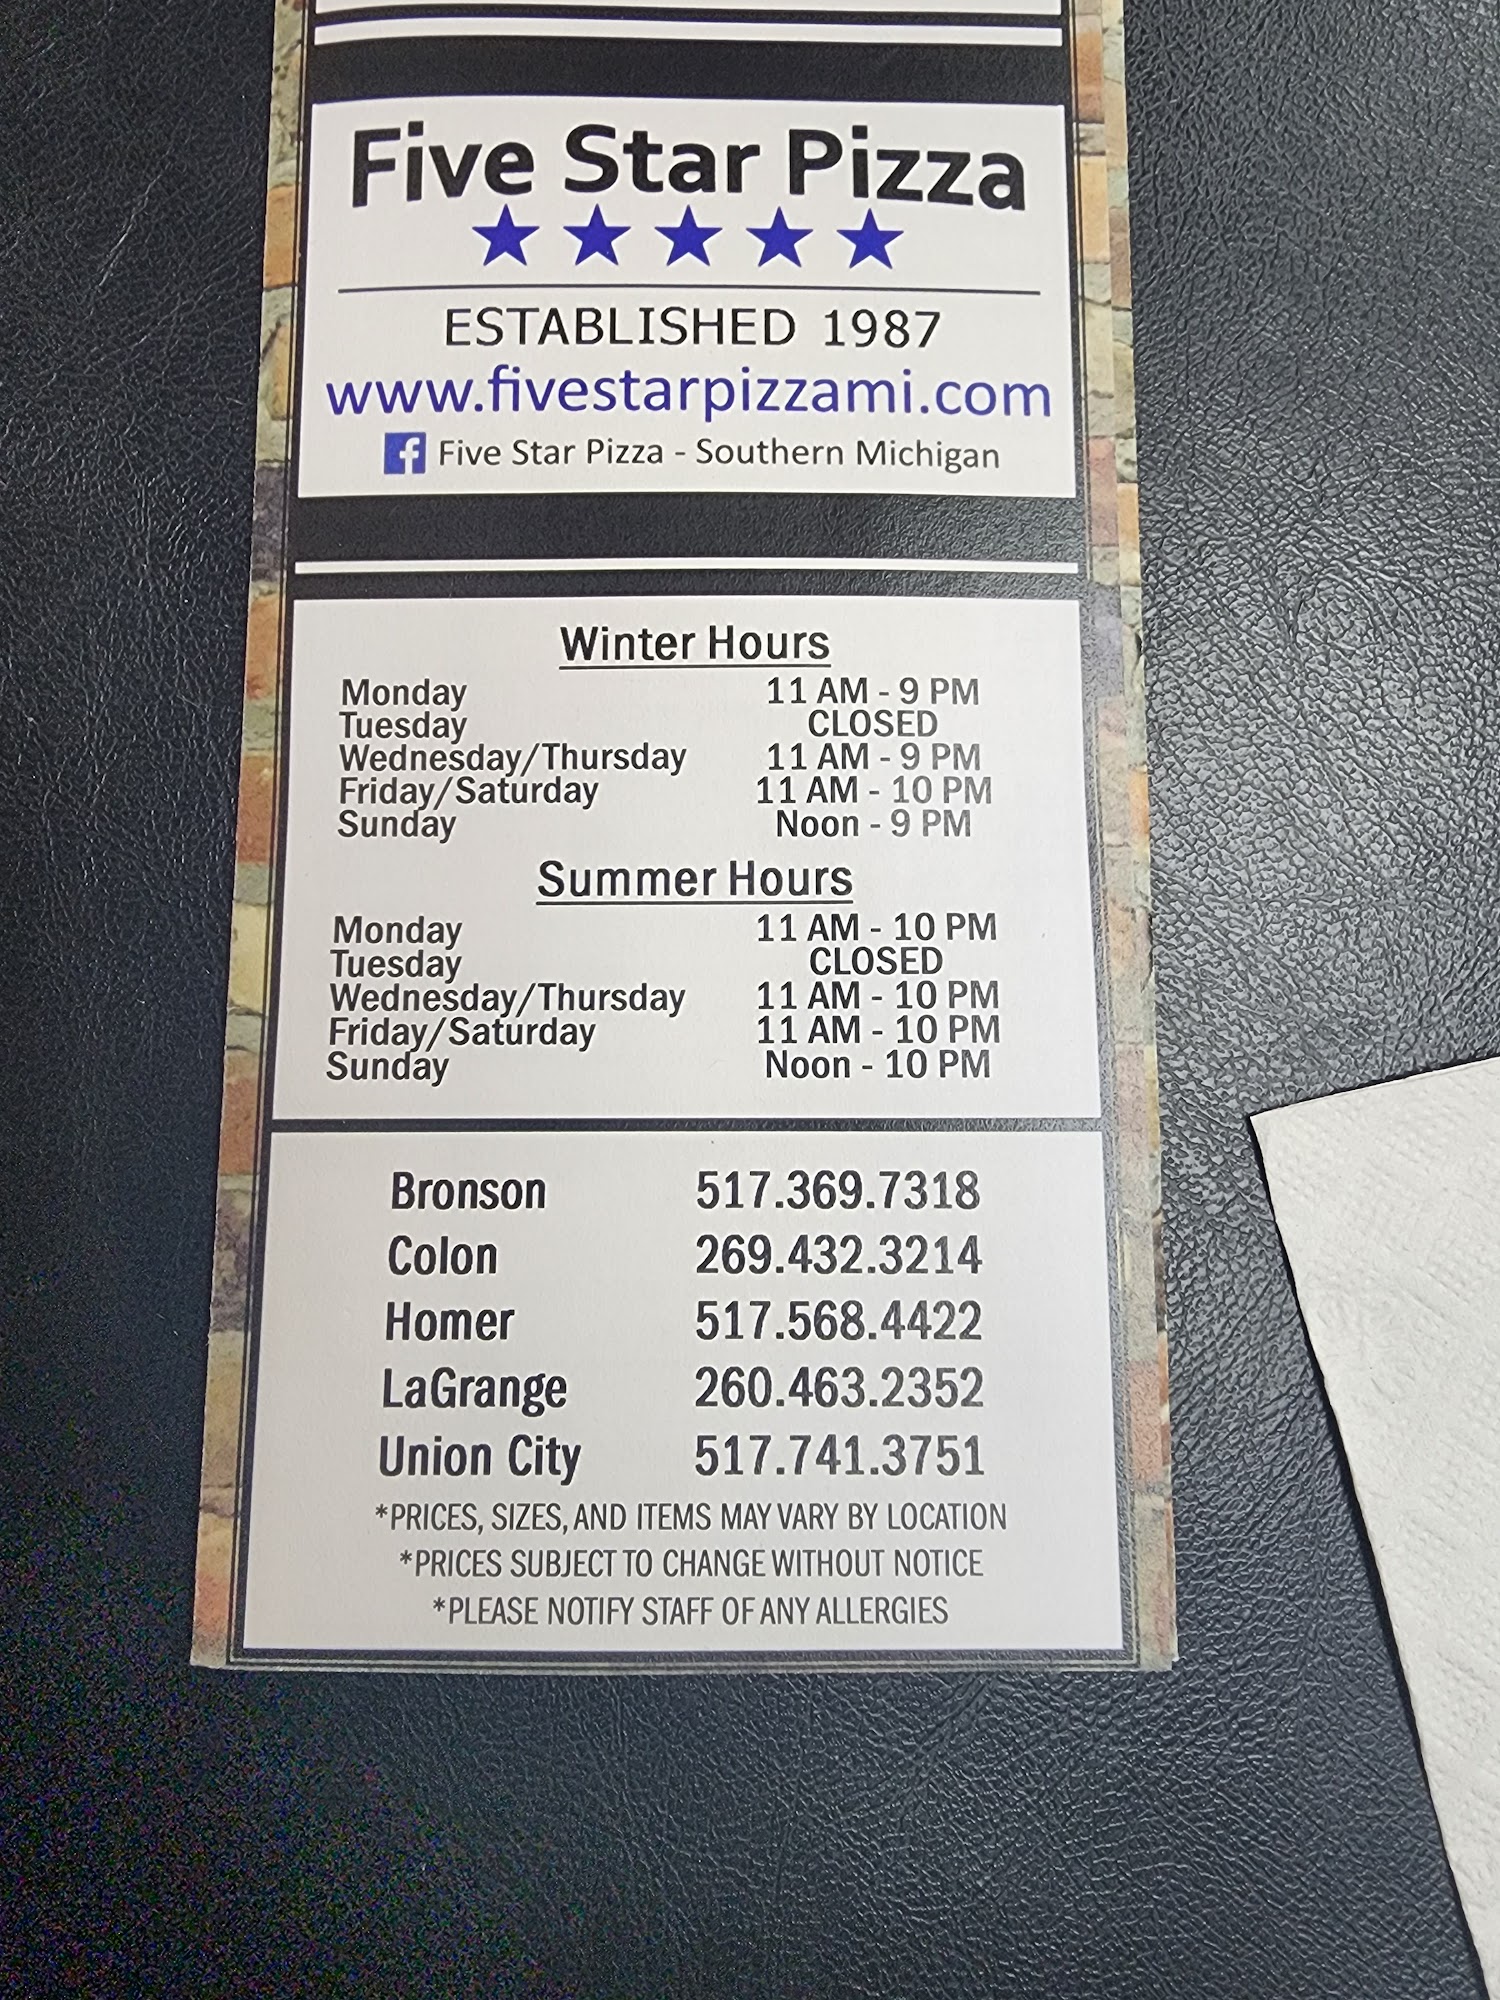 Five Star Pizza
ESTABLISHED 1987
www.fivestarpizzami.com
Five Star Pizza - Southern Michigan
Winter Hours
Monday 11 AM - 9 PM
Tuesday CLOSED
Wednesday/Thursday 11 AM - 9 PM
Friday/Saturday 11 AM - 10 PM
Sunday Noon - 9 PM
Summer Hours
Monday 11 AM - 10 PM
Tuesday CLOSED
Wednesday/Thursday 11 AM - 10 PM
Friday/Saturday 11 AM - 10 PM
Sunday Noon - 10 PM
Bronson 517.369.7318
Colon 269.432.3214
Homer 517.568.4422
LaGrange 260.463.2352
Union City 517.741.3751
*PRICES, SIZES, AND ITEMS MAY VARY BY LOCATION
*PRICES SUBJECT TO CHANGE WITHOUT NOTICE
*PLEASE NOTIFY STAFF OF ANY ALLERGIES